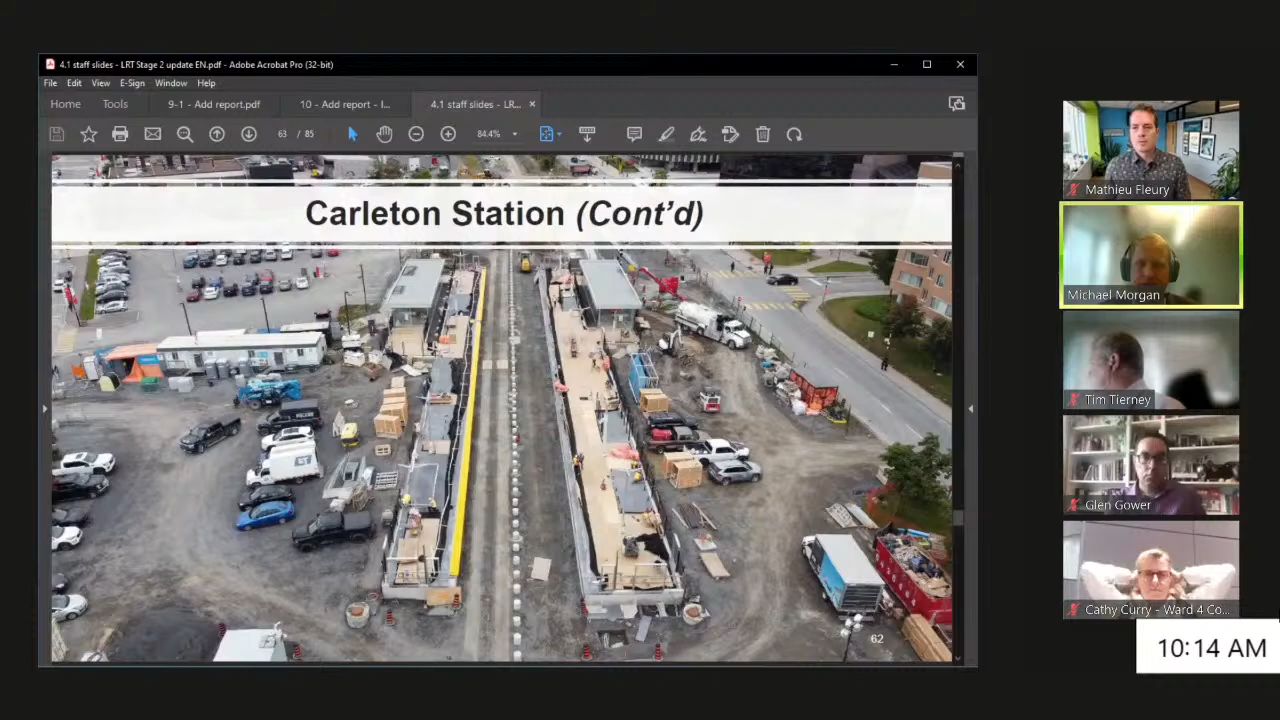 4.1 staff slides - LRT Stage 2 update EN.pdf - Adobe Acrobat Pro (32-bit)
File Edit View E-Sign Window Help
Home Tools 9-1 - Add report.pdf 10 - Add report - I... 4.1 staff slides - LR... ×
63 / 85 84.4%
Carleton Station (Cont'd)
62
Mathieu Fleury
Michael Morgan
Tim Tierney
Glen Gower
Cathy Curry - Ward 4 Co...
10:14 AM